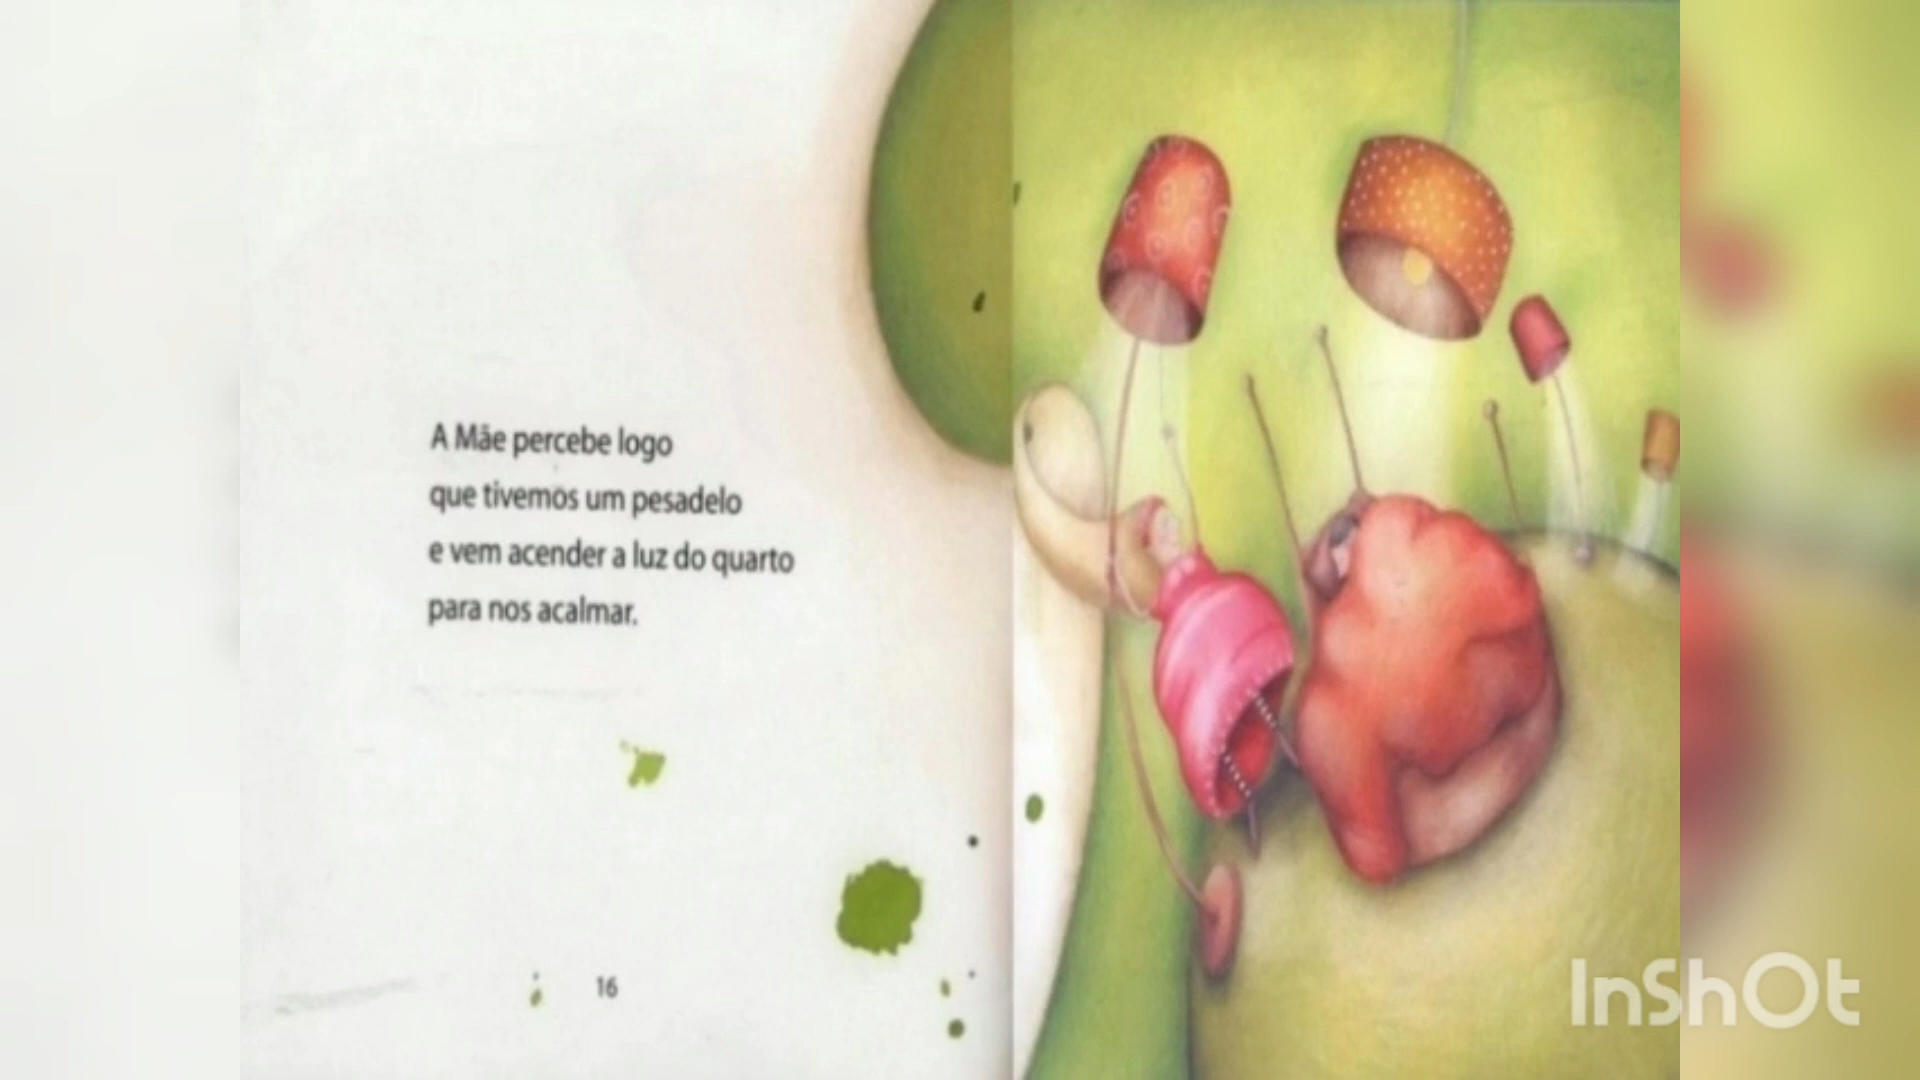 A Mãe percebe logo
que tivemos um pesadelo
e vem acender a luz do quarto
para nos acalmar.
16
InShOt